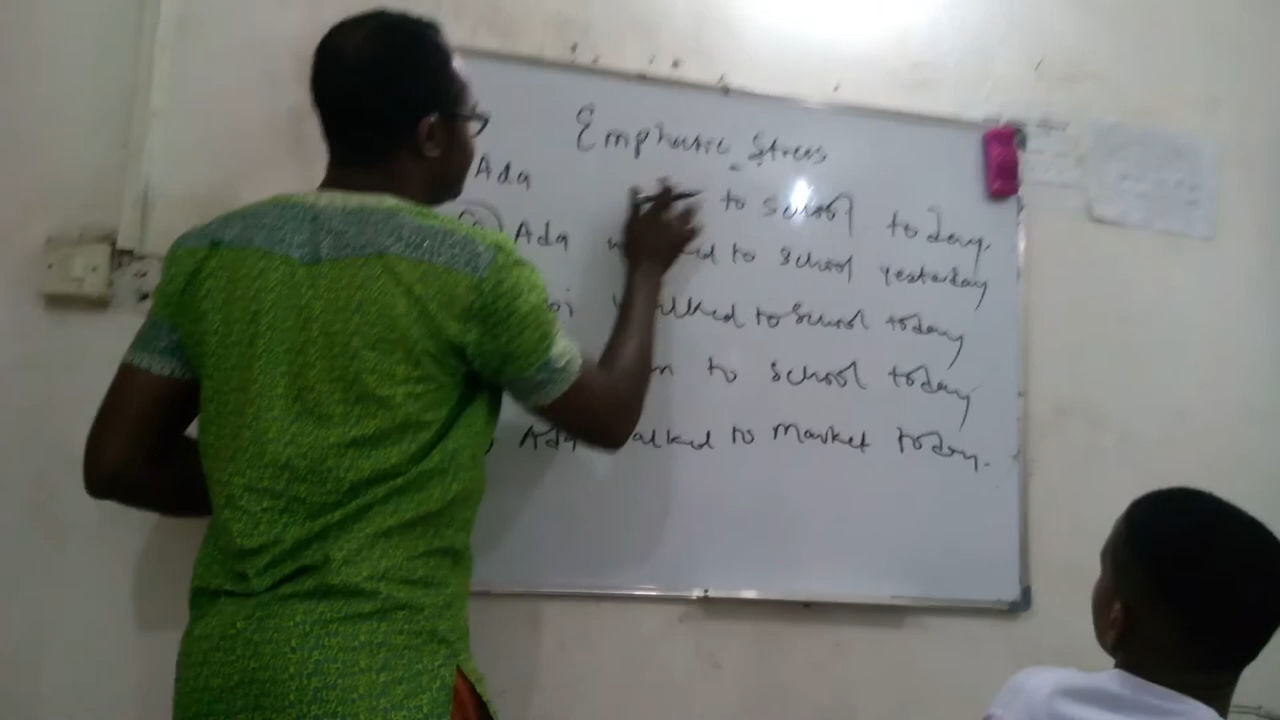 Emphatic Stress
Ada to school today.
Ada to school yesterday
walked to school today
to school today
Ada walked to market today.